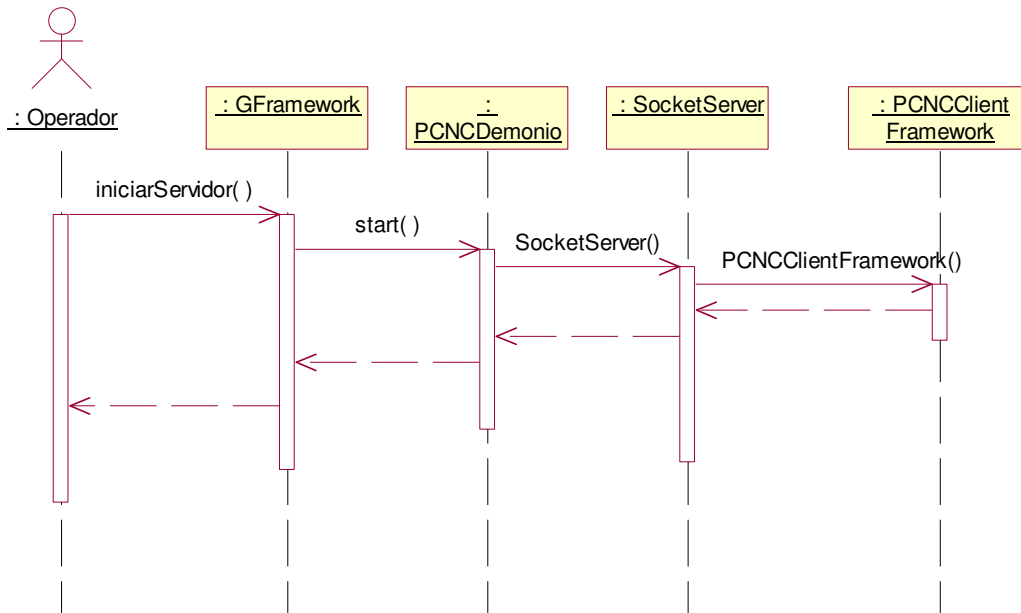 : Operador
: GFramework
:
PCNCDemonio
: SocketServer
: PCNCClient
Framework
iniciarServidor( )
start( )
SocketServer()
PCNCClientFramework()